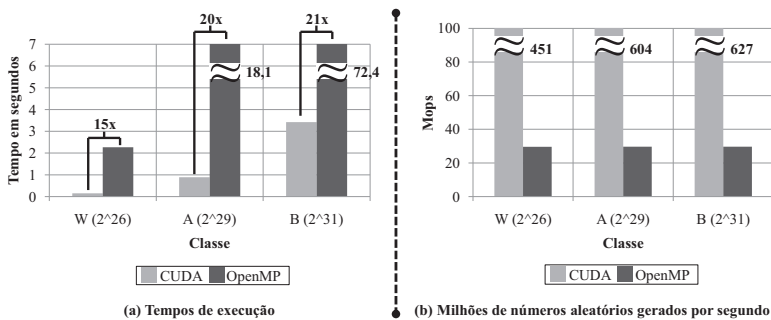 20x
21x
15x
7
6
5
4
3
2
1
0
18,1
72,4
Tempo em segundos
W (2^26)
A (2^29)
B (2^31)
Classe
CUDA
OpenMP
(a) Tempos de execução
100
80
60
40
20
0
451
604
627
Mops
W (2^26)
A (2^29)
B (2^31)
Classe
CUDA
OpenMP
(b) Milhões de números aleatórios gerados por segundo